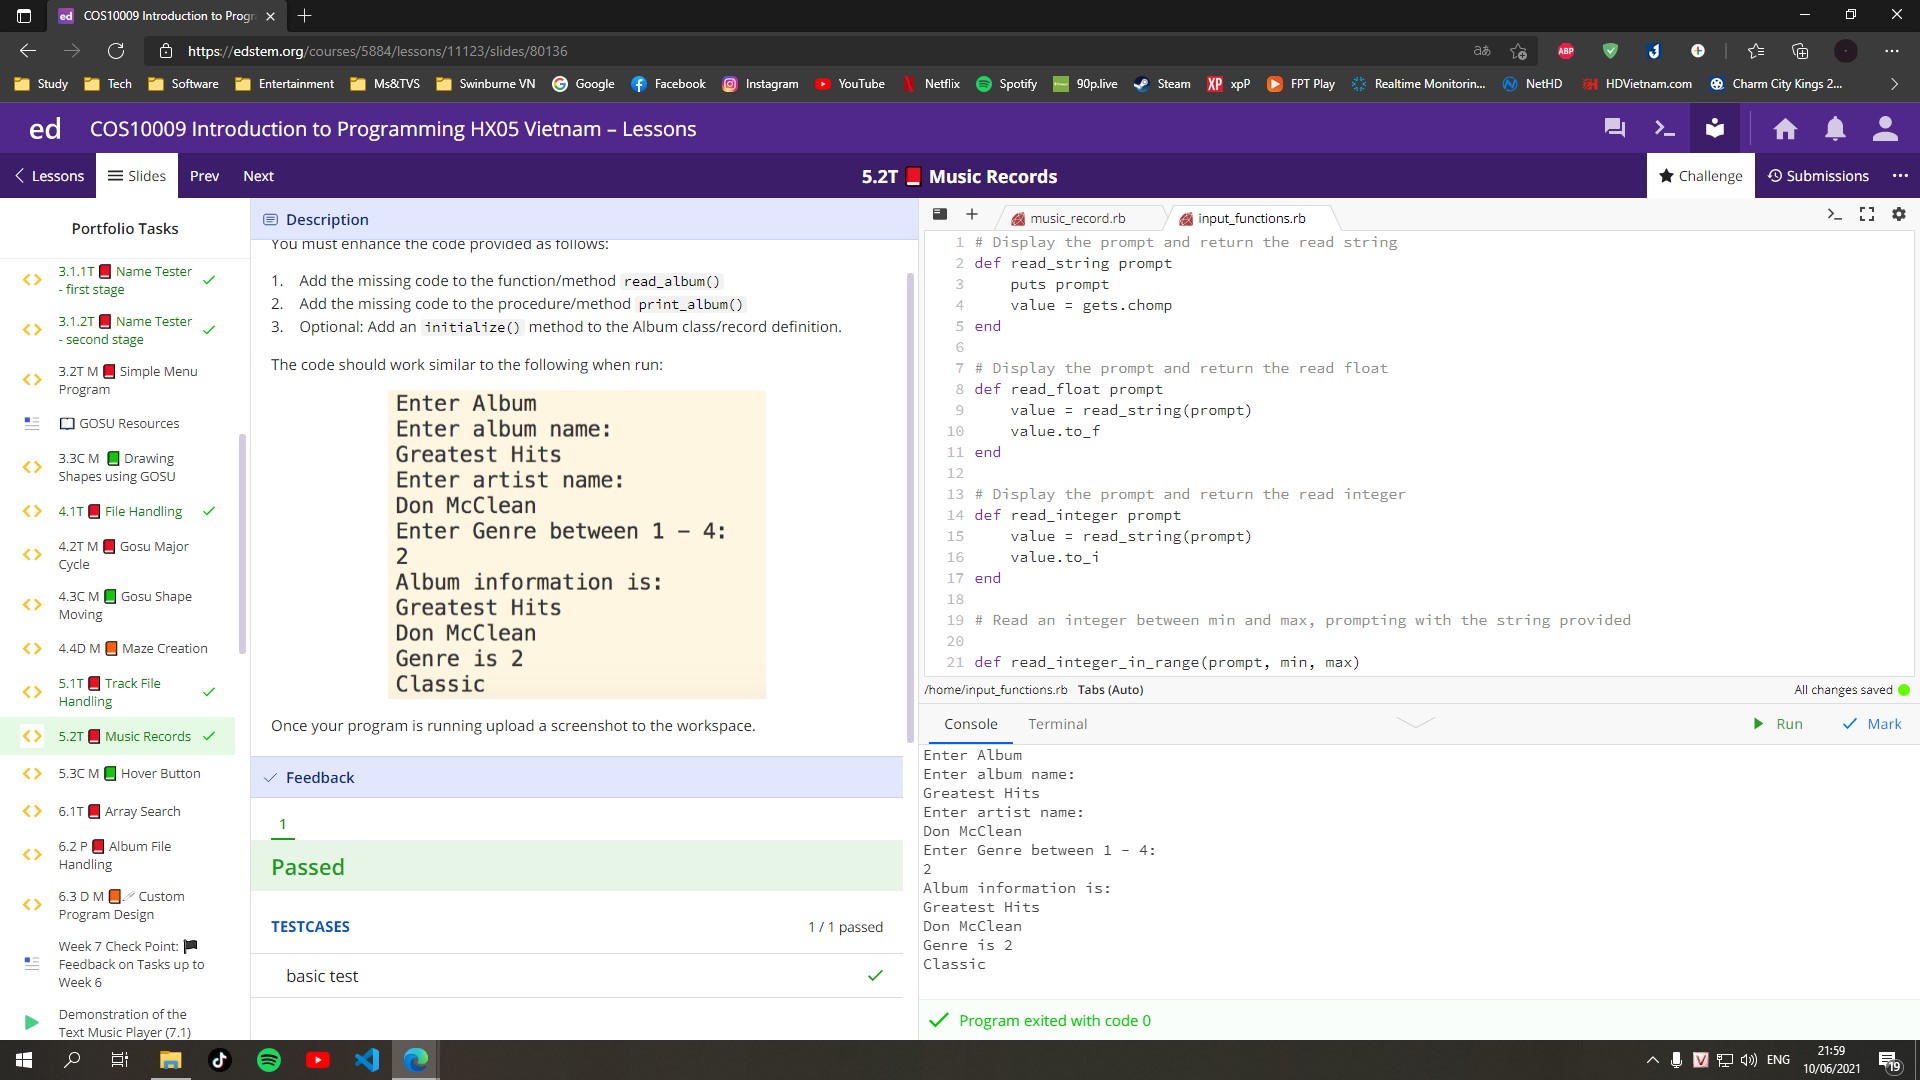 COS10009 Introduction to Progr
https://edstem.org/courses/5884/lessons/11123/slides/80136
ABP
Study
Tech
Software
Entertainment
Ms&TVS
Swinburne VN
Google
Facebook
Instagram
YouTube
Netflix
Spotify
90p.live
Steam
xpP
FPT Play
Realtime Monitorin...
NetHD
HDVietnam.com
Charm City Kings 2...
ed
COS10009 Introduction to Programming HX05 Vietnam – Lessons
Lessons
Slides
Prev
Next
5.2T Music Records
Challenge
Submissions
Portfolio Tasks
3.1.1T Name Tester
- first stage
3.1.2T Name Tester
- second stage
3.2T M Simple Menu
Program
GOSU Resources
3.3C M Drawing
Shapes using GOSU
4.1T File Handling
4.2T M Gosu Major
Cycle
4.3C M Gosu Shape
Moving
4.4D M Maze Creation
5.1T Track File
Handling
5.2T Music Records
5.3C M Hover Button
6.1T Array Search
6.2 P Album File
Handling
6.3 D M Custom
Program Design
Week 7 Check Point:
Feedback on Tasks up to
Week 6
Demonstration of the
Text Music Player (7.1)
Description
You must enhance the code provided as follows:
1. Add the missing code to the function/method read_album()
2. Add the missing code to the procedure/method print_album()
3. Optional: Add an initialize() method to the Album class/record definition.
The code should work similar to the following when run:
Enter Album
Enter album name:
Greatest Hits
Enter artist name:
Don McClean
Enter Genre between 1 – 4:
2
Album information is:
Greatest Hits
Don McClean
Genre is 2
Classic
Once your program is running upload a screenshot to the workspace.
Feedback
1
Passed
TESTCASES 1 / 1 passed
basic test
music_record.rb
input_functions.rb
1 # Display the prompt and return the read string
2 def read_string prompt
3 puts prompt
4 value = gets.chomp
5 end
6
7 # Display the prompt and return the read float
8 def read_float prompt
9 value = read_string(prompt)
10 value.to_f
11 end
12
13 # Display the prompt and return the read integer
14 def read_integer prompt
15 value = read_string(prompt)
16 value.to_i
17 end
18
19 # Read an integer between min and max, prompting with the string provided
20
21 def read_integer_in_range(prompt, min, max)
/home/input_functions.rb Tabs (Auto) All changes saved
Console
Terminal
Run
Mark
Enter Album
Enter album name:
Greatest Hits
Enter artist name:
Don McClean
Enter Genre between 1 - 4:
2
Album information is:
Greatest Hits
Don McClean
Genre is 2
Classic
Program exited with code 0
ENG
21:59
10/06/2021
19